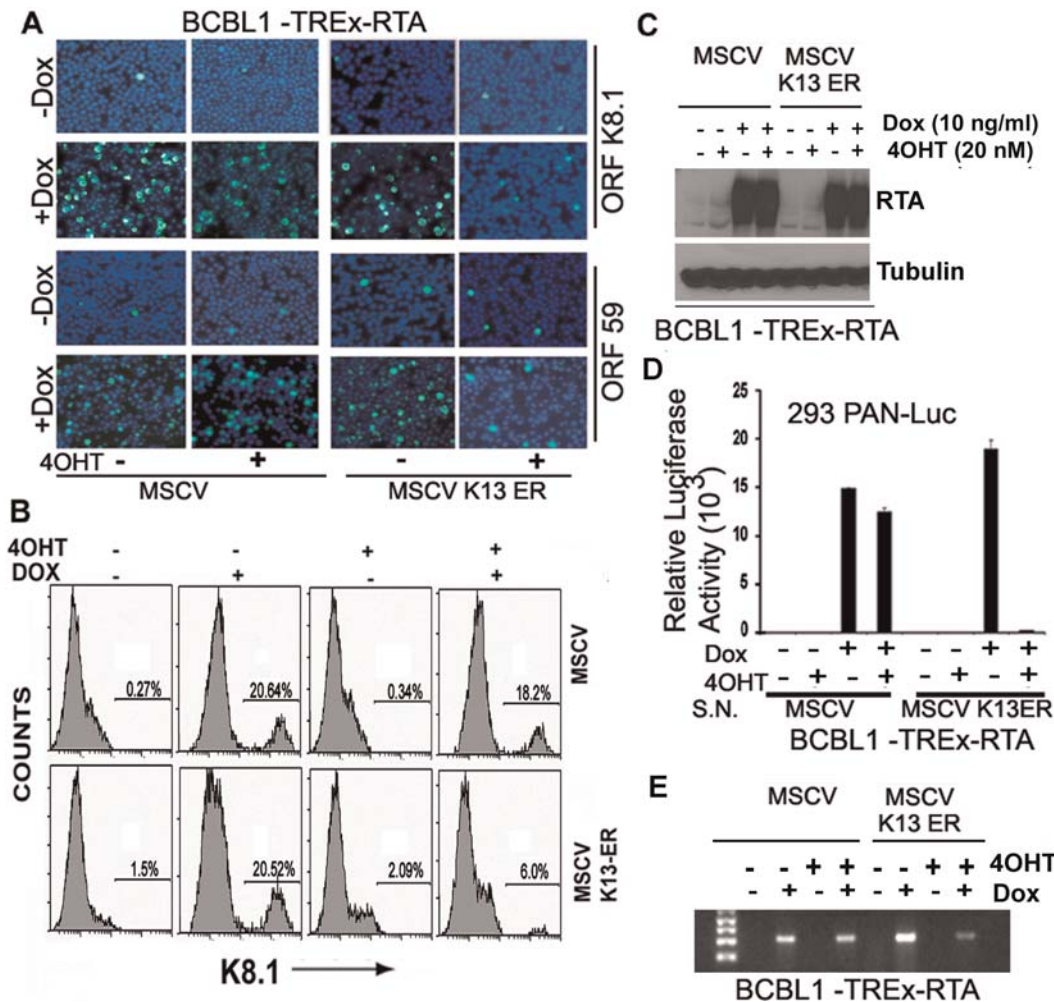 A
BCBL1 -TREx-RTA
-Dox
+Dox
ORF K8.1
-Dox
+Dox
ORF 59
4OHT - + - +
MSCV MSCV K13 ER
B
4OHT - - + +
DOX - + - +
COUNTS
0.27% 20.64% 0.34% 18.2%
MSCV
1.5% 20.52% 2.09% 6.0%
MSCV
K13-ER
K8.1
C
MSCV MSCV
K13 ER
- - + + - - + + Dox (10 ng/ml)
- + - + - + - + 4OHT (20 nM)
RTA
Tubulin
BCBL1 -TREx-RTA
D
293 PAN-Luc
Relative Luciferase
Activity (10³)
20
15
10
5
0
Dox - - + + - - + +
4OHT - + - + - + - +
S.N. MSCV MSCV K13ER
BCBL1 -TREx-RTA
E
MSCV MSCV
K13 ER
- - + + - - + + 4OHT
- + - + - + - + Dox
BCBL1 -TREx-RTA